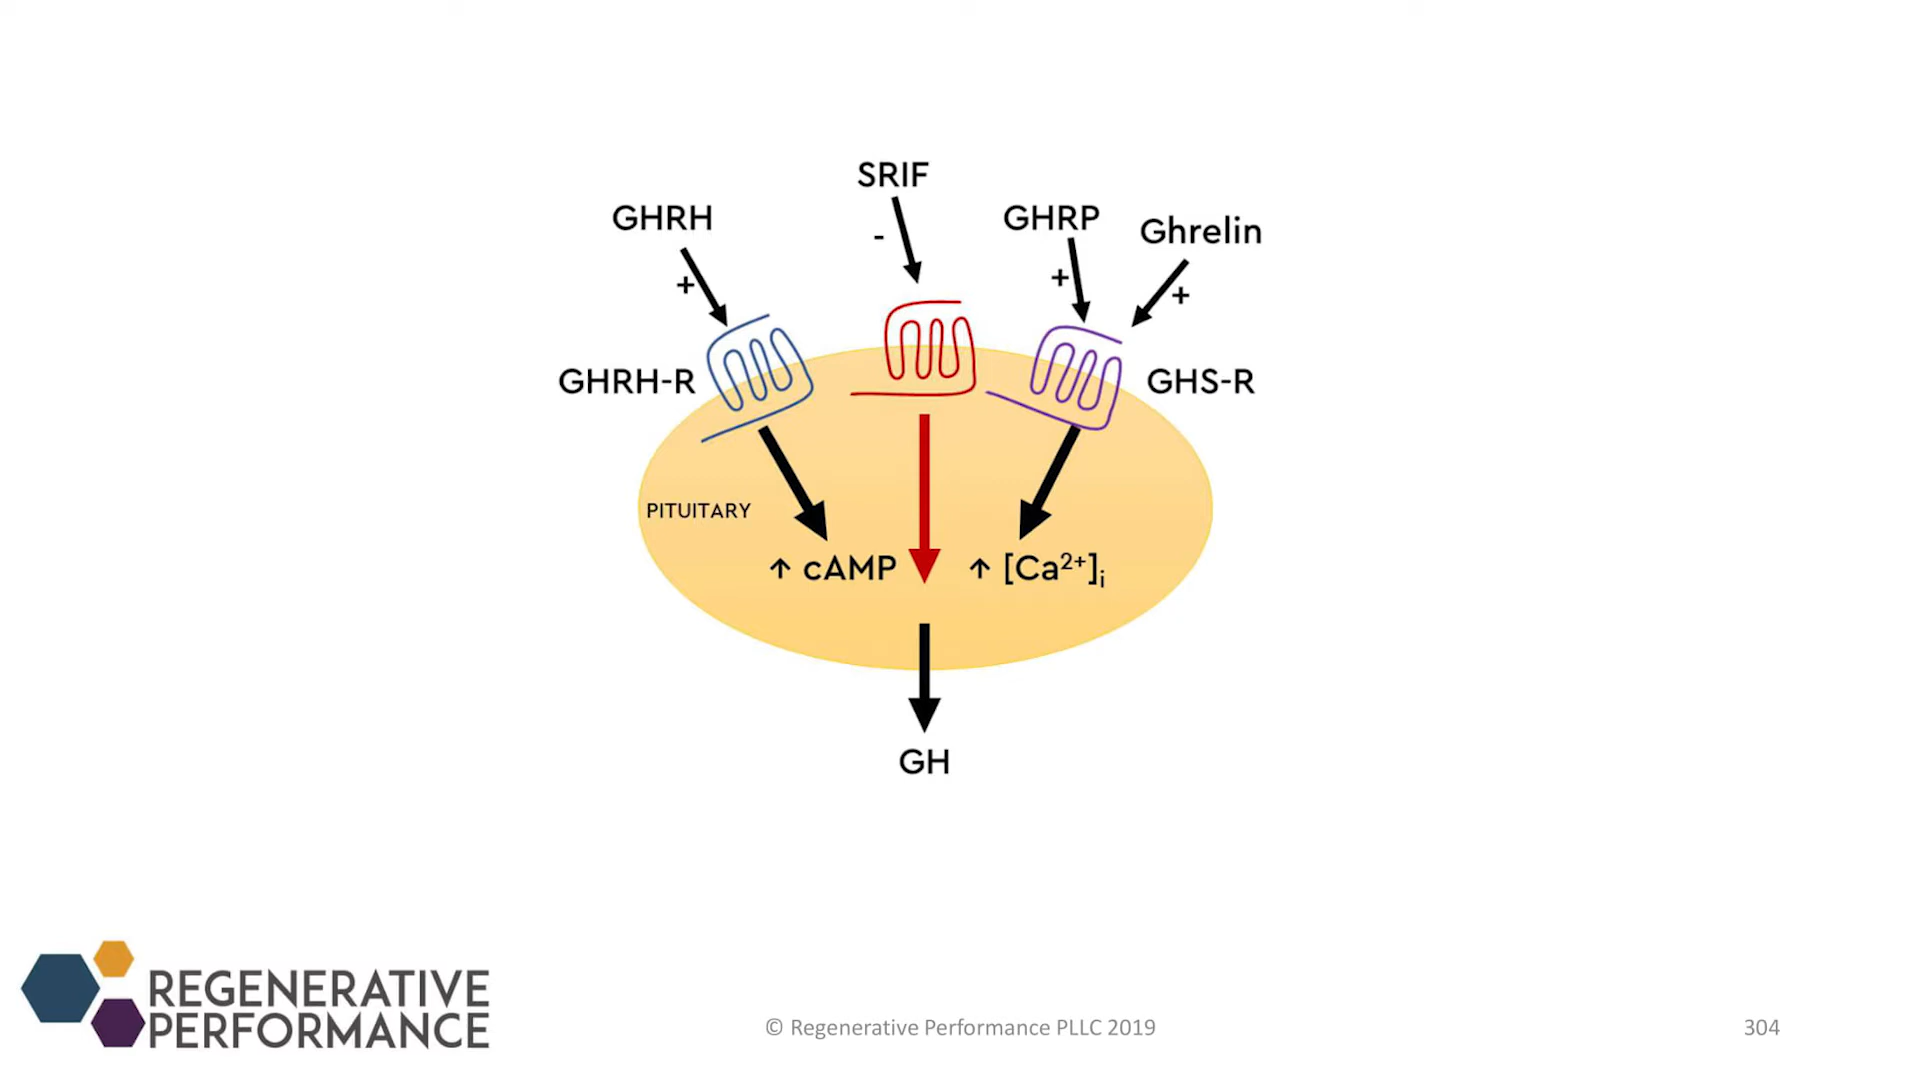 SRIF
GHRH
GHRP
Ghrelin
-
+
+
+
GHRH-R
GHS-R
PITUITARY
↑ cAMP
↑ [Ca²⁺]ᵢ
GH
REGENERATIVE
PERFORMANCE
© Regenerative Performance PLLC 2019
304